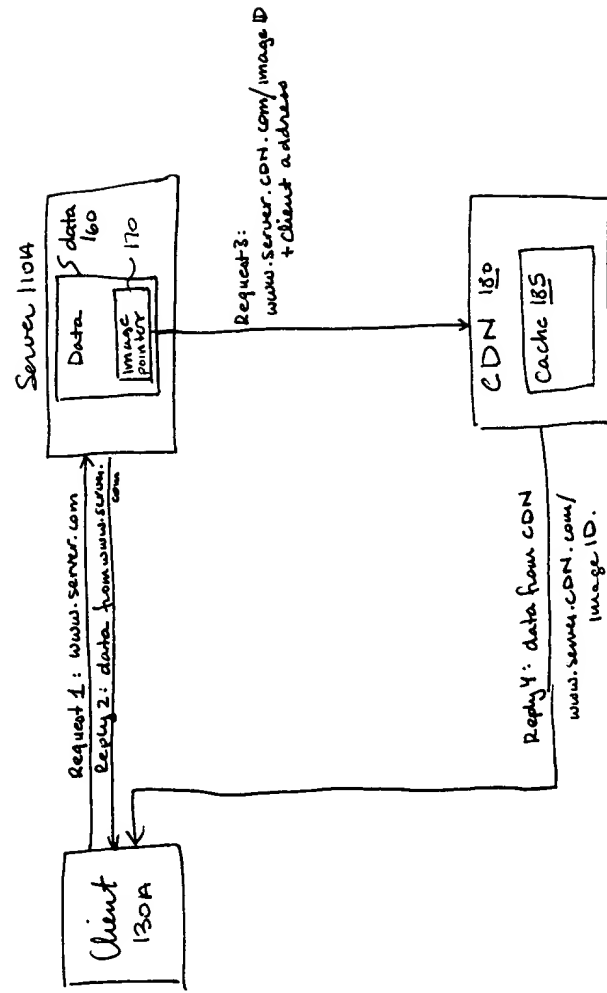 Client
130A
Request 1: www.server.com
Reply 2: data from www.server.
com
Server 110A
Data
data
160
Image
pointer
170
Request 3:
www.server.CDN.com/image ID
+ Client address
CDN 180
Cache 185
Reply 4: data from CDN
www.server.CDN.com/
Image ID.